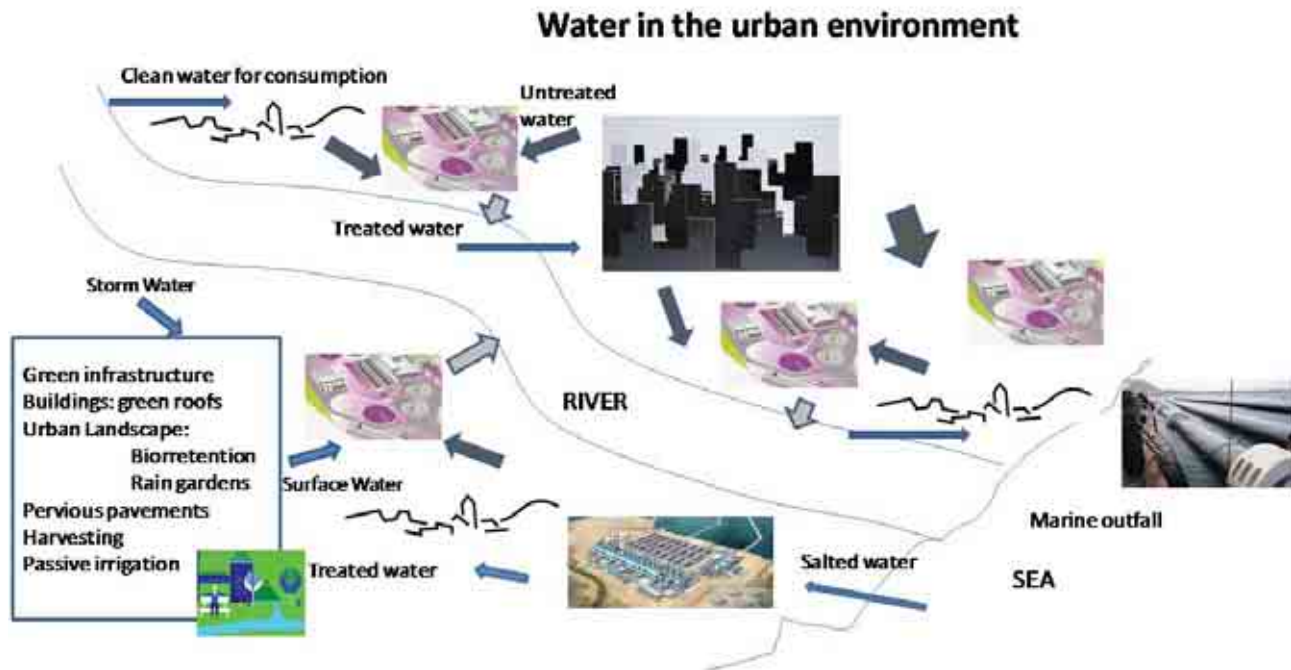 Water in the urban environment
Clean water for consumption
Untreated
water
Treated water
Storm Water
Green infrastructure
Buildings: green roofs
Urban Landscape:
Biorretention
Rain gardens
Pervious pavements
Harvesting
Passive irrigation
Surface Water
Treated water
RIVER
Salted water
Marine outfall
SEA